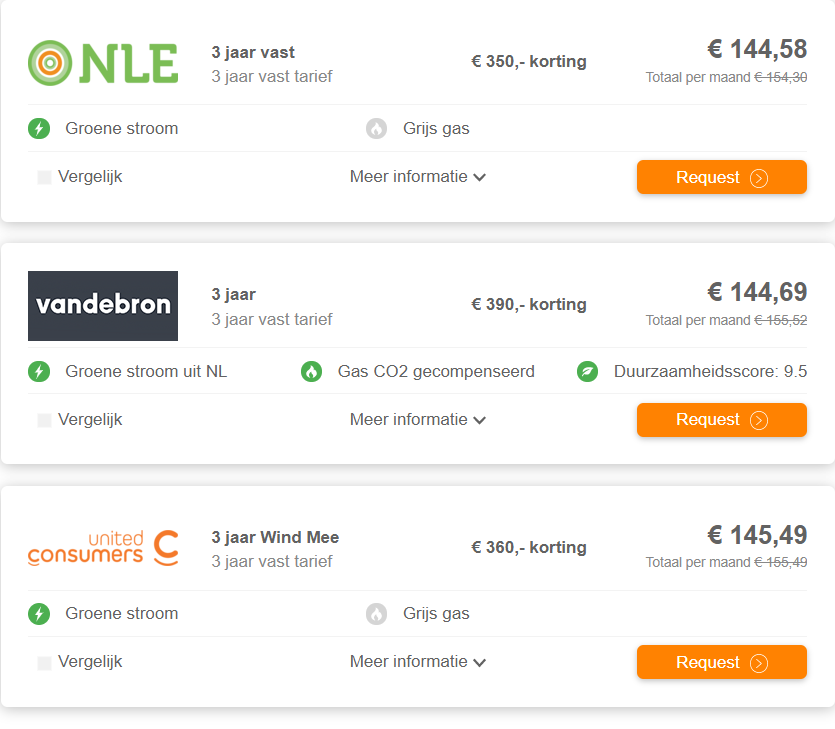 NLE
3 jaar vast
3 jaar vast tarief
€ 350,- korting
€ 144,58
Totaal per maand € 154,30
Groene stroom
Grijs gas
Vergelijk
Meer informatie
Request
vandebron
3 jaar
3 jaar vast tarief
€ 390,- korting
€ 144,69
Totaal per maand € 155,52
Groene stroom uit NL
Gas CO2 gecompenseerd
Duurzaamheidsscore: 9.5
Vergelijk
Meer informatie
Request
united
consumers
3 jaar Wind Mee
3 jaar vast tarief
€ 360,- korting
€ 145,49
Totaal per maand € 155,49
Groene stroom
Grijs gas
Vergelijk
Meer informatie
Request